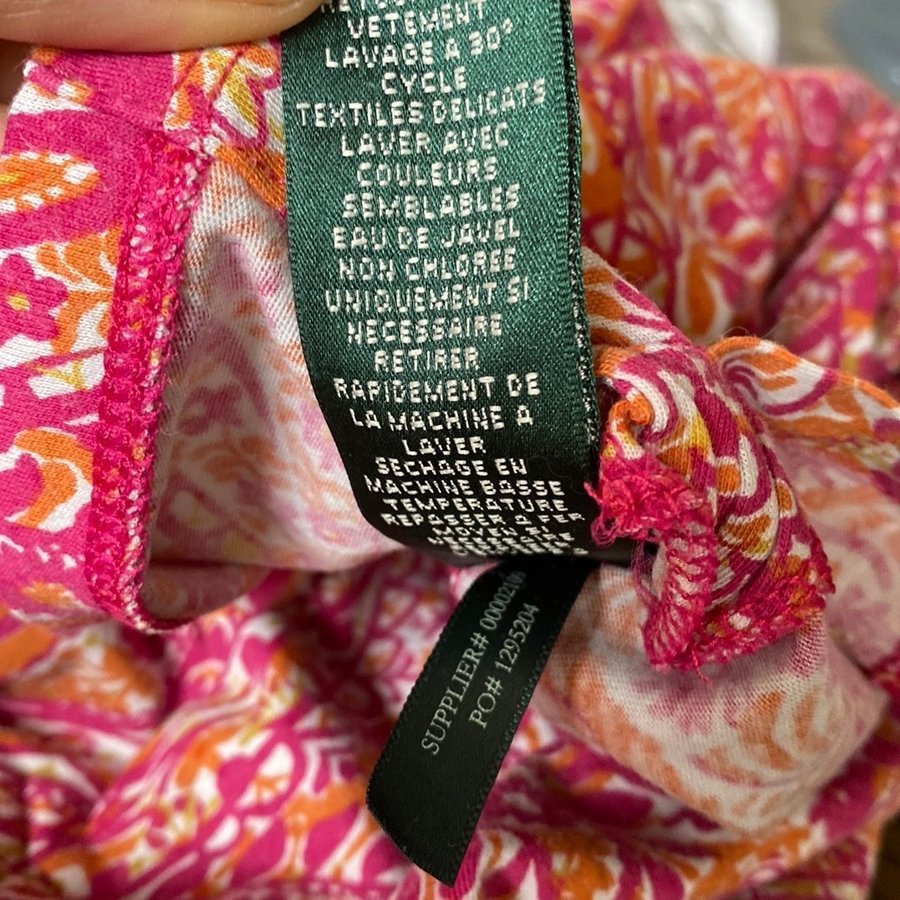 VETEMENT
LAVAGE A 30°
CYCLE
TEXTILES DELICATS
LAVER AVEC
COULEURS
SEMBLABLES
EAU DE JAVEL
NON CHLOREE
UNIQUEMENT SI
NECESSAIRE
RETIRER
RAPIDEMENT DE
LA MACHINE A
LAVER
SECHAGE EN
MACHINE BASSE
TEMPERATURE
REPASSER A FER
SUPPLIER#
PO# 1295204